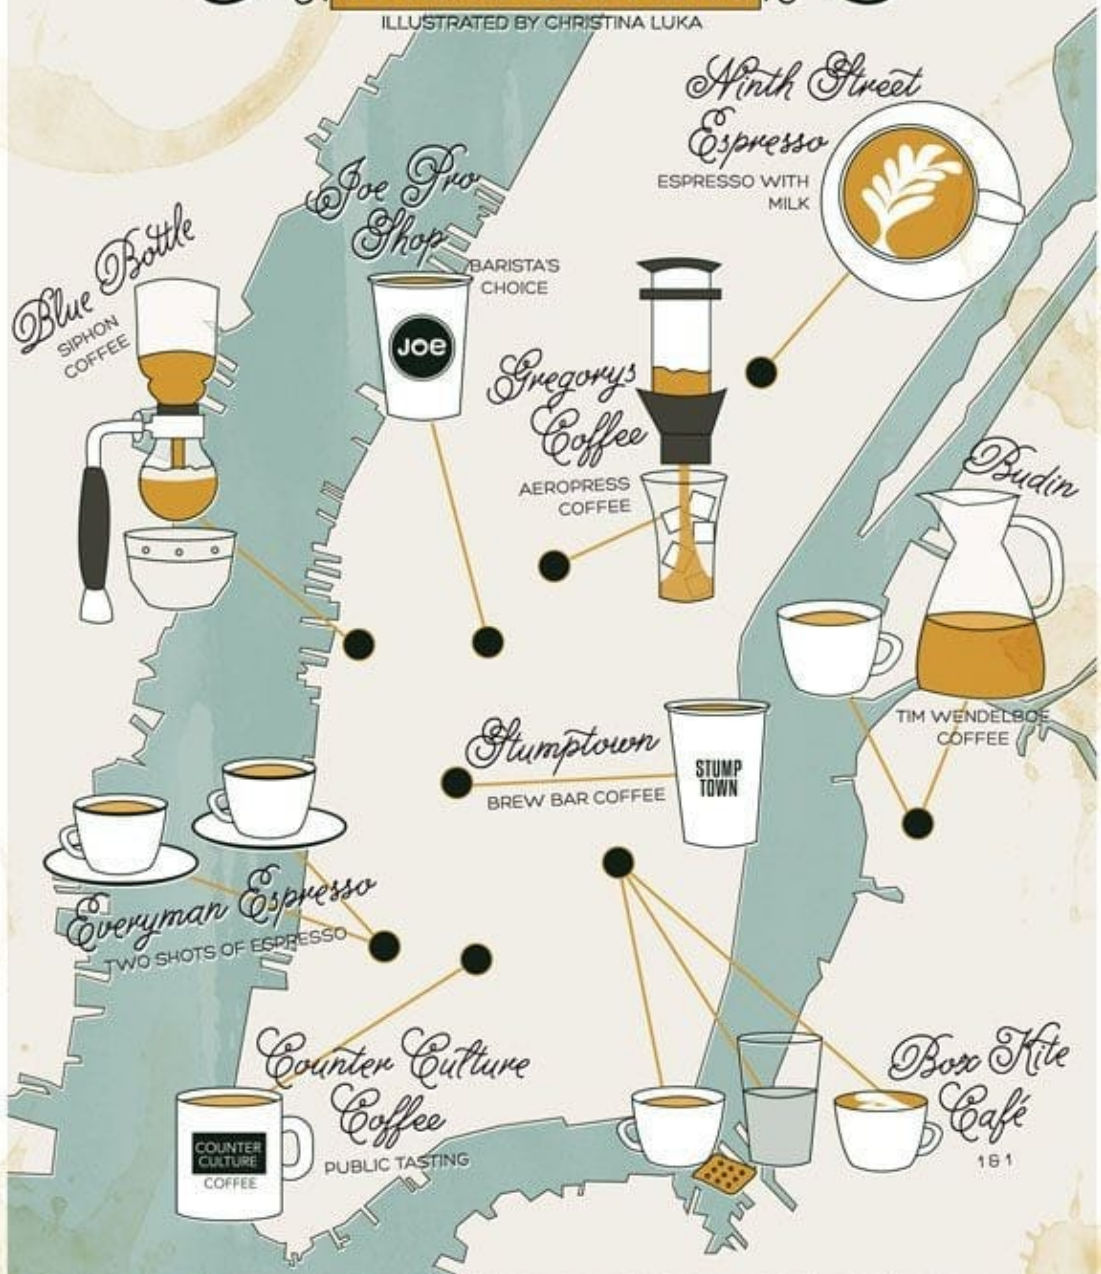 ILLUSTRATED BY CHRISTINA LUKA
Ninth Street
Espresso
ESPRESSO WITH
MILK
Joe Pro
Shop
BARISTA'S
CHOICE
JOE
Blue Bottle
SIPHON
COFFEE
Gregorys
Coffee
AEROPRESS
COFFEE
Budin
TIM WENDELBOE
COFFEE
Stumptown
BREW BAR COFFEE
STUMP
TOWN
Everyman Espresso
TWO SHOTS OF ESPRESSO
Counter Culture
Coffee
PUBLIC TASTING
COUNTER
CULTURE
COFFEE
Box Kite
Café
1&1